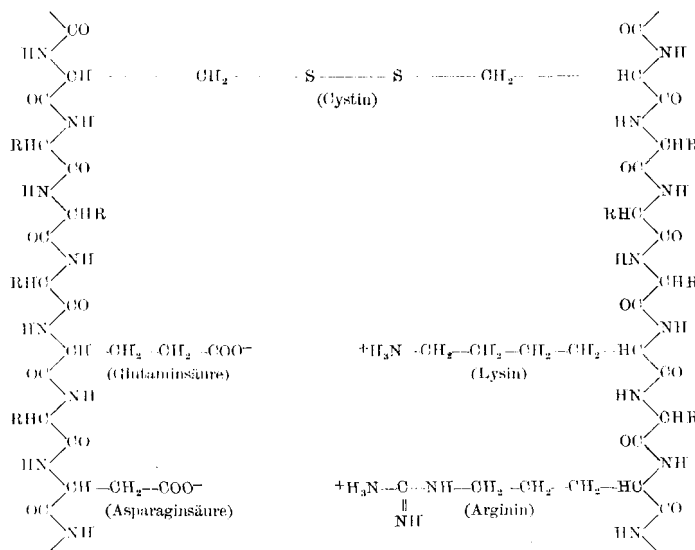 CO OC
HN NH
CH CH₂ S S CH₂ HC
OC (Cystin) CO
NH HN
RHC CHR
CO OC
HN NH
CHR RHC
OC CO
NH HN
RHC CHR
CO OC
HN NH
CH—CH₂—CH₂—COO⁻ ⁺H₃N—CH₂—CH₂—CH₂—CH₂—HC
OC (Glutaminsäure) (Lysin) CO
NH HN
RHC CHR
CO OC
HN NH
CH—CH₂—COO⁻ ⁺H₃N—C—NH—CH₂—CH₂—CH₂—HC
OC (Asparaginsäure) NH (Arginin) CO
NH HN